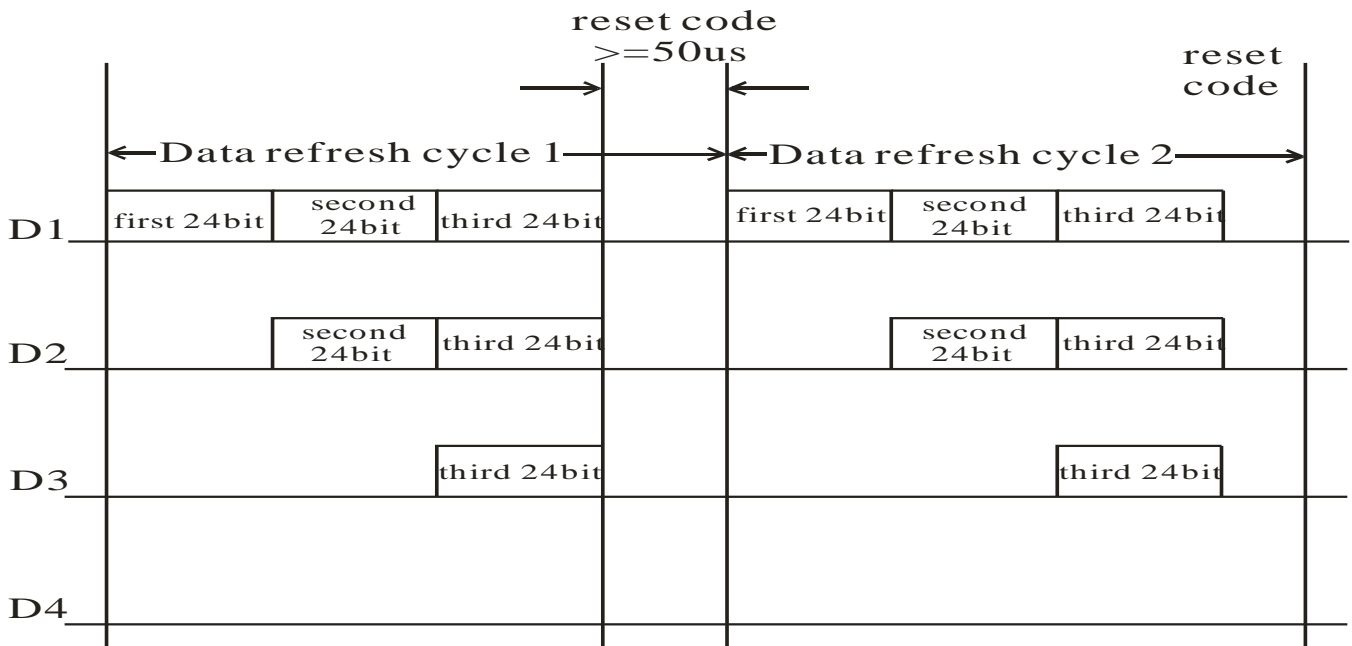 reset code
>=50us
reset
code
Data refresh cycle 1
Data refresh cycle 2
D1
first 24bit
second
24bit
third 24bit
first 24bit
second
24bit
third 24bit
D2
second
24bit
third 24bit
second
24bit
third 24bit
D3
third 24bit
third 24bit
D4